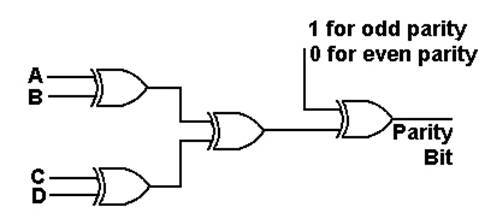 1 for odd parity
0 for even parity
A
B
C
D
Parity
Bit